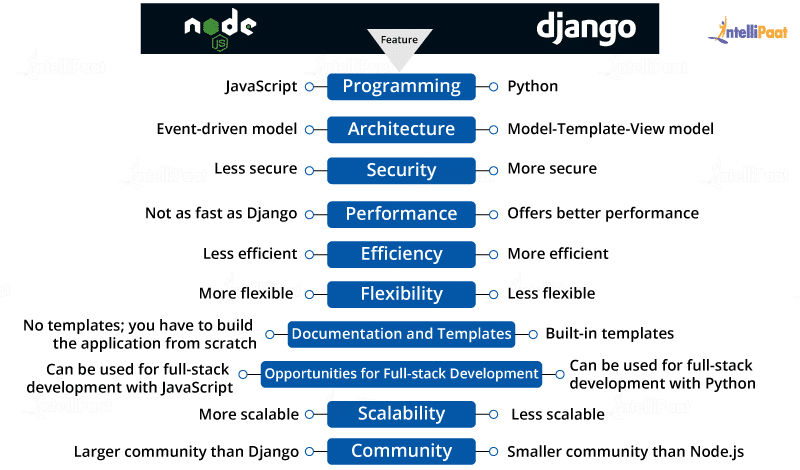 node
JS
django
IntelliPaat
Feature
JavaScript
Programming
Python
Event-driven model
Architecture
Model-Template-View model
Less secure
Security
More secure
Not as fast as Django
Performance
Offers better performance
Less efficient
Efficiency
More efficient
More flexible
Flexibility
Less flexible
No templates; you have to build
the application from scratch
Documentation and Templates
Built-in templates
Can be used for full-stack
development with JavaScript
Opportunities for Full-stack Development
Can be used for full-stack
development with Python
More scalable
Scalability
Less scalable
Larger community than Django
Community
Smaller community than Node.js